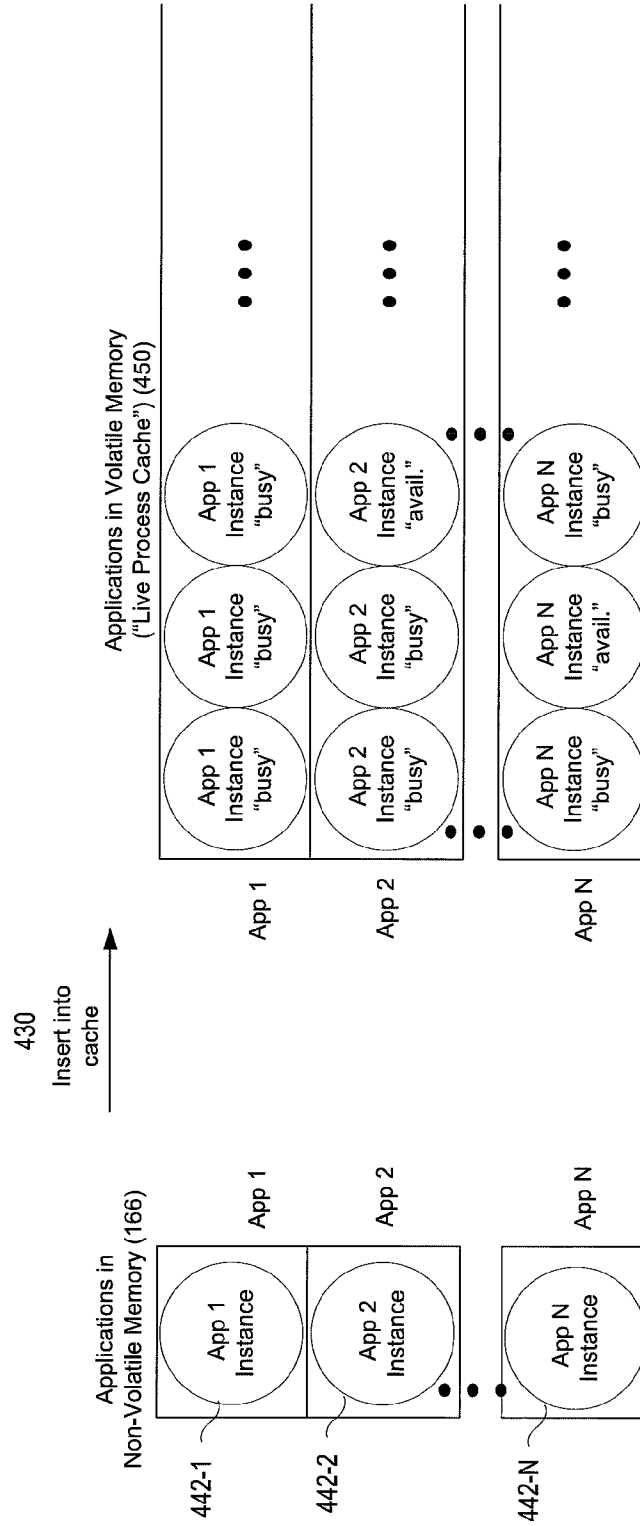 430
Insert into
cache
Applications in
Non-Volatile Memory (166)
442-1
App 1
Instance
App 1
442-2
App 2
Instance
App 2
442-N
App N
Instance
App N
Applications in Volatile Memory
("Live Process Cache") (450)
App 1
App 1
Instance
"busy"
App 1
Instance
"busy"
App 1
Instance
"busy"
App 2
App 2
Instance
"busy"
App 2
Instance
"busy"
App 2
Instance
"avail."
App N
App N
Instance
"busy"
App N
Instance
"avail."
App N
Instance
"busy"